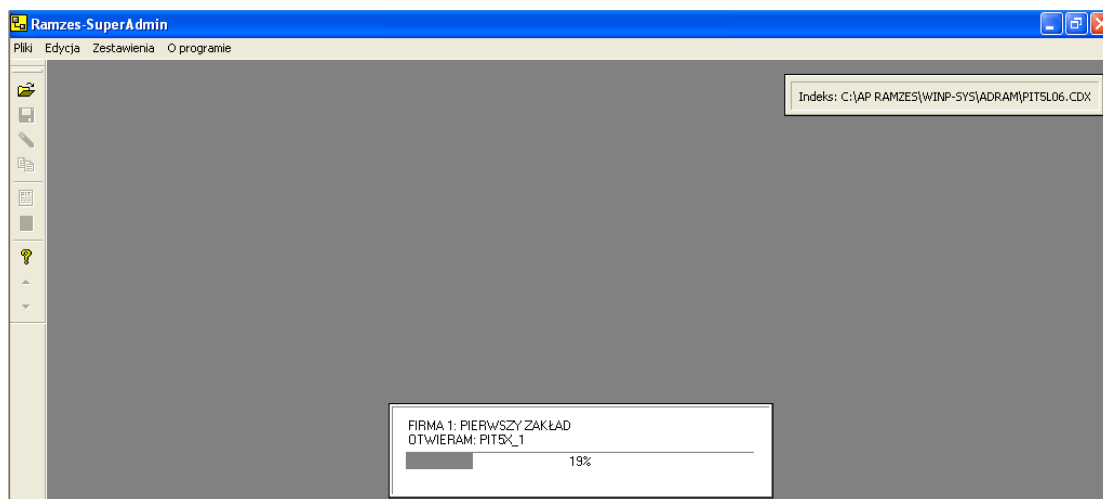 Ramzes-SuperAdmin
Pliki Edycja Zestawienia O programie
Indeks: C:\AP RAMZES\WINP-SYS\ADRAM\PIT5L06.CDX
FIRMA 1: PIERWSZY ZAKŁAD
OTWIERAM: PIT5X_1
19%